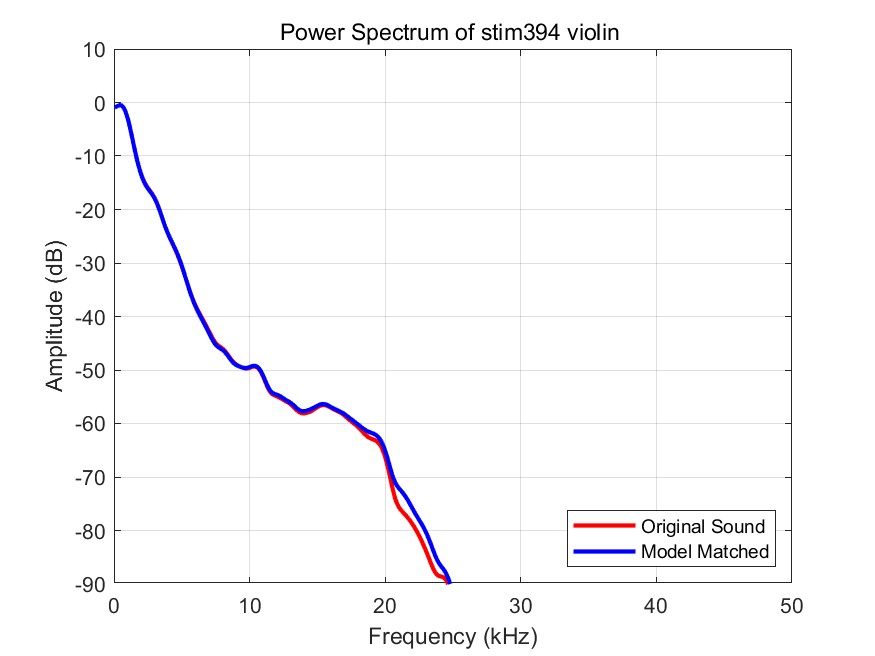 Power Spectrum of stim394 violin
10
0
-10
-20
-30
-40
-50
-60
-70
-80
-90
Amplitude (dB)
Original Sound
Model Matched
0 10 20 30 40 50
Frequency (kHz)